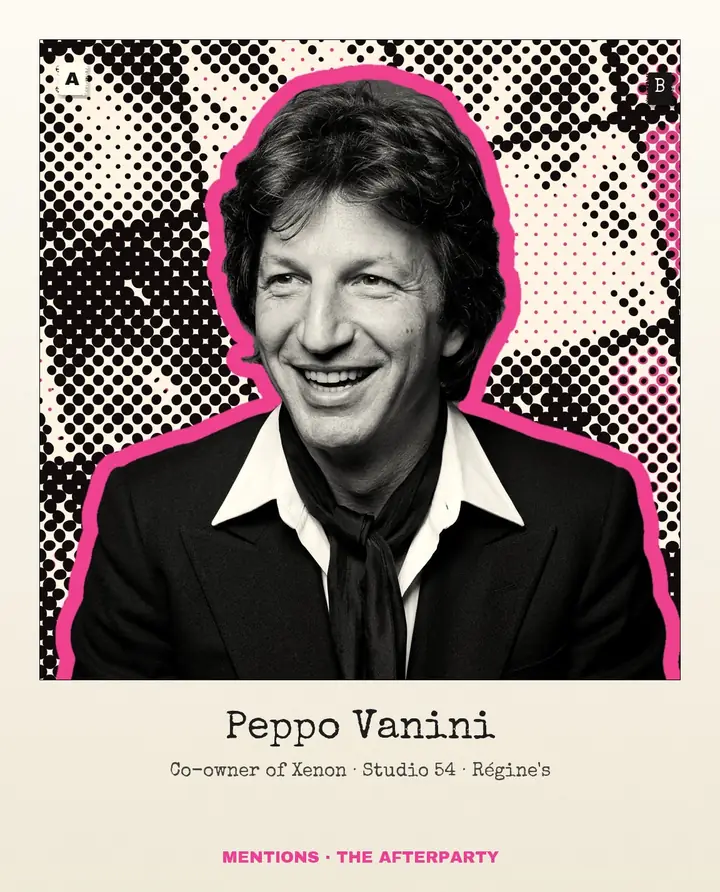 A
B
Peppo Vanini
Co-owner of Xenon · Studio 54 · Régine's
MENTIONS · THE AFTERPARTY